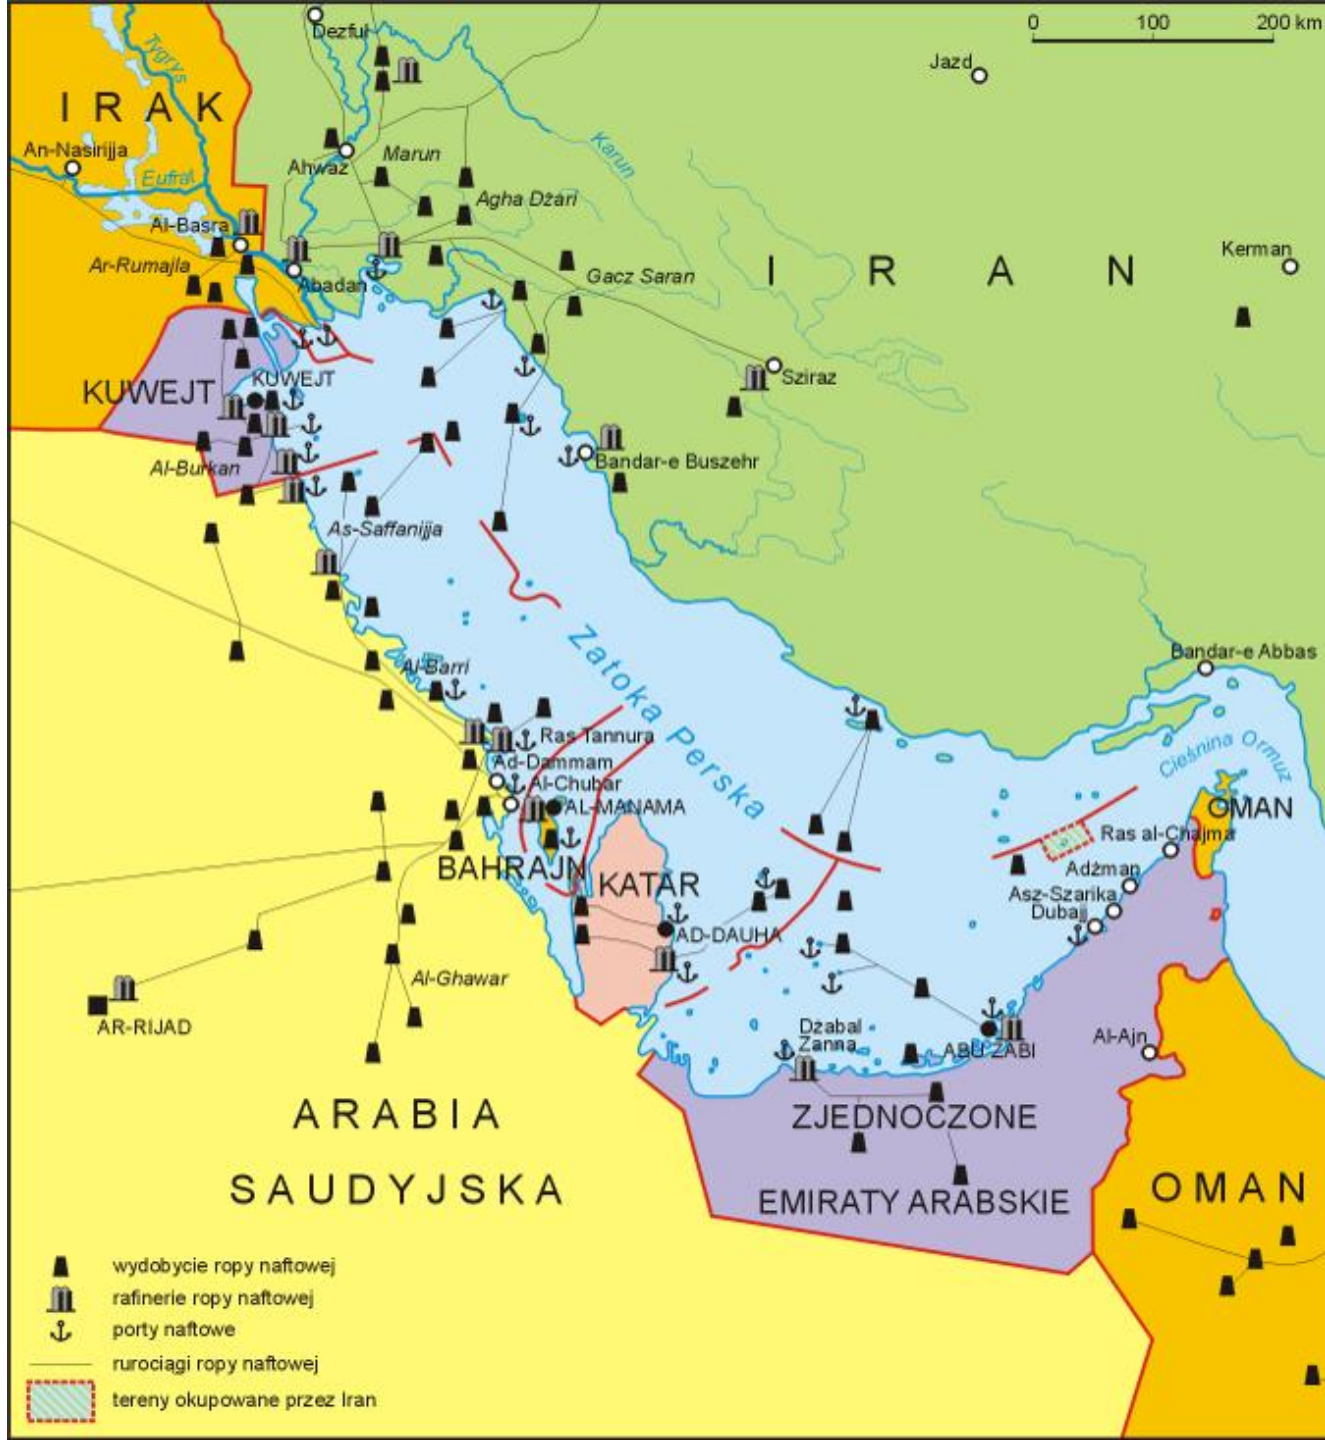 0 100 200 km
Dezful
Jazd
Tygrys
IRAK
An-Nasirijja
Ahwaz
Marun
Karun
Eufrat
Agha Dżari
Al-Basra
Kerman
Ar-Rumajla
Abadan
Gacz Saran
IRAN
KUWEJT
KUWEJT
Sziraz
Al-Burkan
Bandar-e Buszehr
As-Saffanijja
Zatoka Perska
Bandar-e Abbas
Al-Barri
Ras Tannura
Cieśnina Ormuz
Ad-Dammam
Al-Chubar
AL-MANAMA
OMAN
Ras al-Chajma
BAHRAJN
KATAR
Adżman
Asz-Szarika
Dubajj
AD-DAUHA
Al-Ghawar
AR-RIJAD
Dżabal
Zanna
ABU ZABI
Al-Ajn
ARABIA
SAUDYJSKA
ZJEDNOCZONE
EMIRATY ARABSKIE
OMAN
wydobycie ropy naftowej
rafinerie ropy naftowej
porty naftowe
rurociągi ropy naftowej
tereny okupowane przez Iran